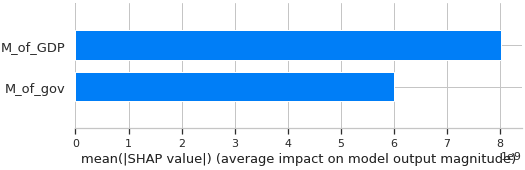 M_of_GDP
M_of_gov
0 1 2 3 4 5 6 7 8
1e9
mean(|SHAP value|) (average impact on model output magnitude)